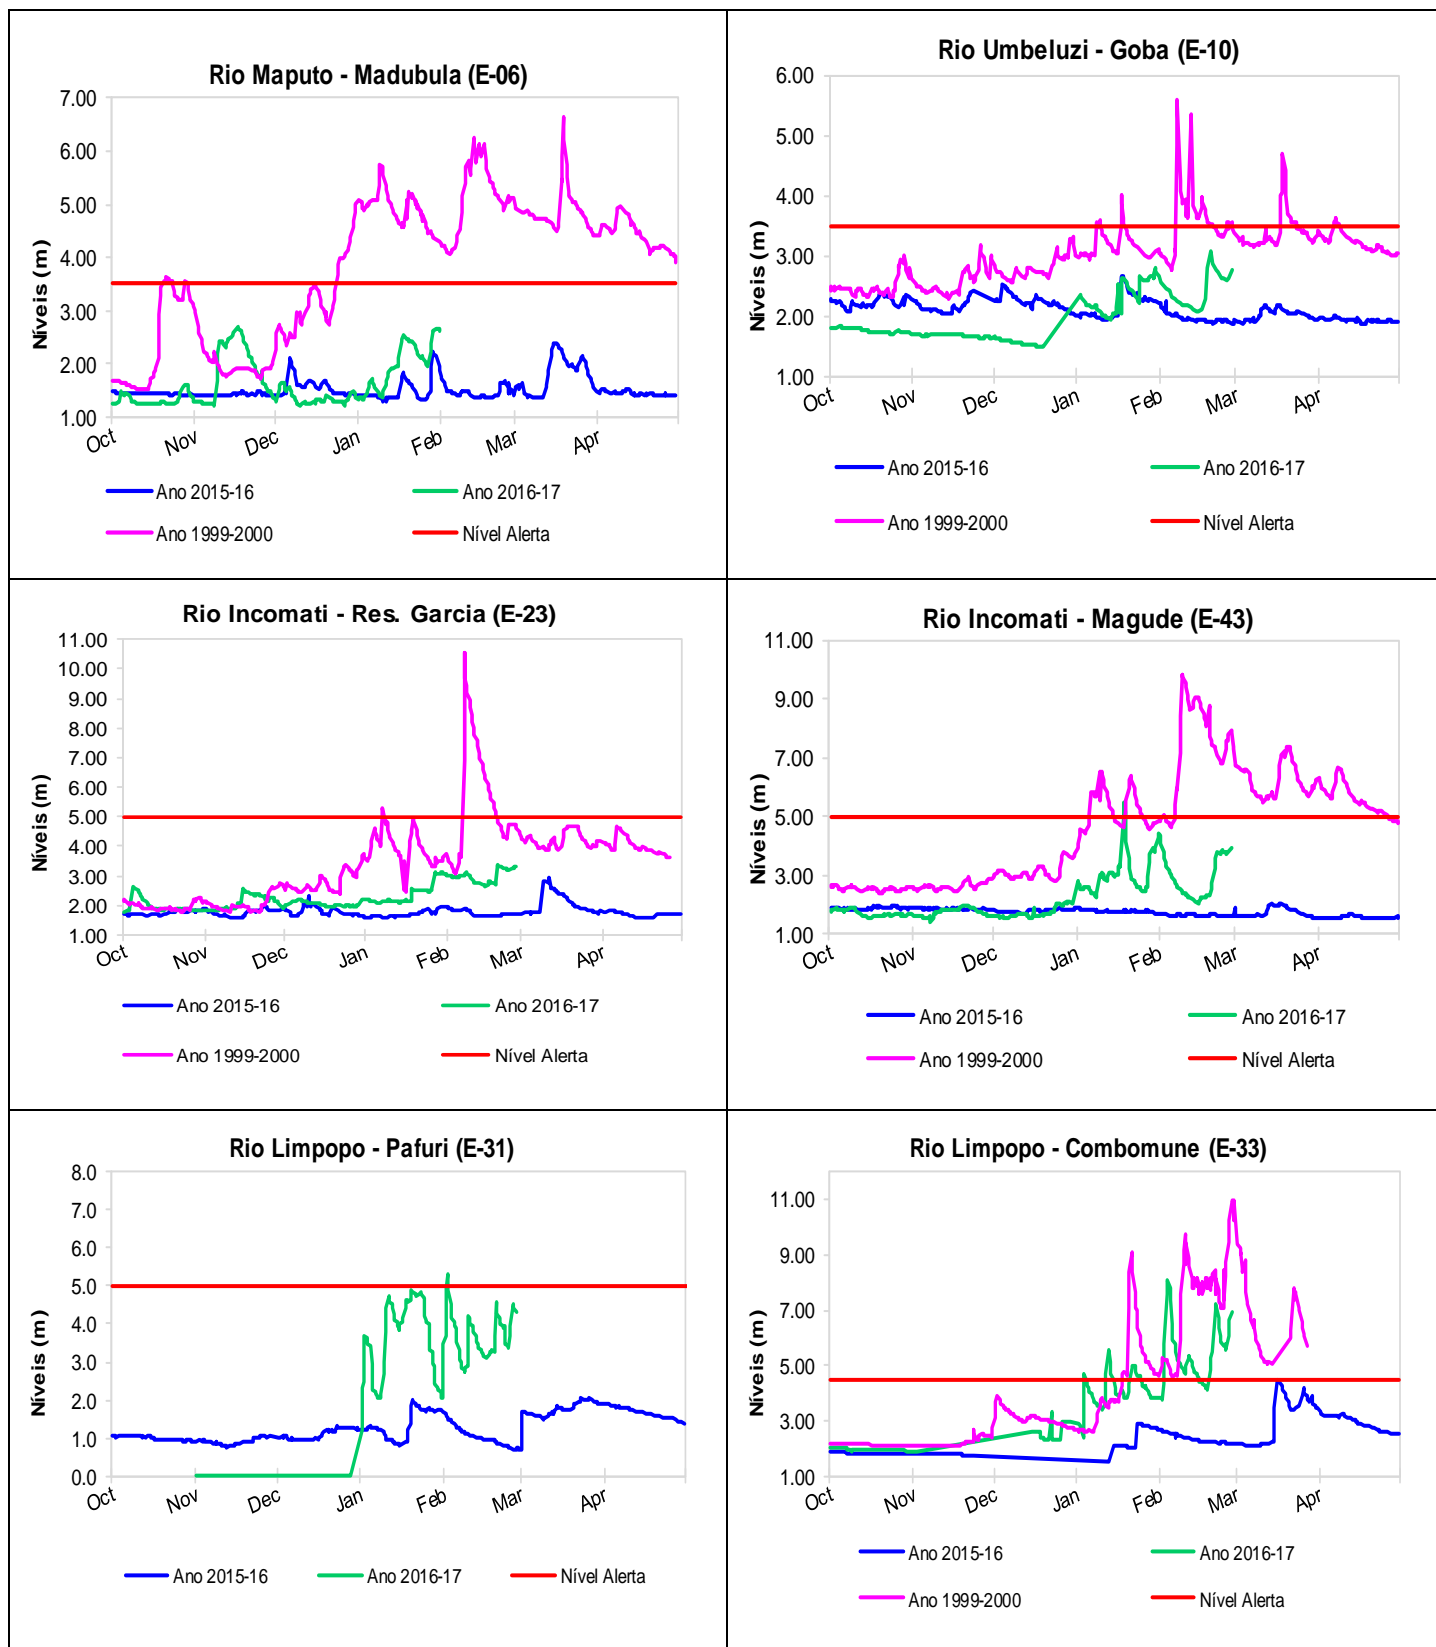 Rio Maputo - Madubula (E-06)
Níveis (m)
7.00
6.00
5.00
4.00
3.00
2.00
1.00
Oct Nov Dec Jan Feb Mar Apr
Ano 2015-16 Ano 2016-17
Ano 1999-2000 Nível Alerta
Rio Umbeluzi - Goba (E-10)
Níveis (m)
6.00
5.00
4.00
3.00
2.00
1.00
Oct Nov Dec Jan Feb Mar Apr
Ano 2015-16 Ano 2016-17
Ano 1999-2000 Nível Alerta
Rio Incomati - Res. Garcia (E-23)
Níveis (m)
11.00
10.00
9.00
8.00
7.00
6.00
5.00
4.00
3.00
2.00
1.00
Oct Nov Dec Jan Feb Mar Apr
Ano 2015-16 Ano 2016-17
Ano 1999-2000 Nível Alerta
Rio Incomati - Magude (E-43)
Níveis (m)
11.00
9.00
7.00
5.00
3.00
1.00
Oct Nov Dec Jan Feb Mar Apr
Ano 2015-16 Ano 2016-17
Ano 1999-2000 Nível Alerta
Rio Limpopo - Pafuri (E-31)
Níveis (m)
8.0
7.0
6.0
5.0
4.0
3.0
2.0
1.0
0.0
Oct Nov Dec Jan Feb Mar Apr
Ano 2015-16 Ano 2016-17 Nível Alerta
Rio Limpopo - Combomune (E-33)
Níveis (m)
11.00
9.00
7.00
5.00
3.00
1.00
Oct Nov Dec Jan Feb Mar Apr
Ano 2015-16 Ano 2016-17
Ano 1999-2000 Nível Alerta